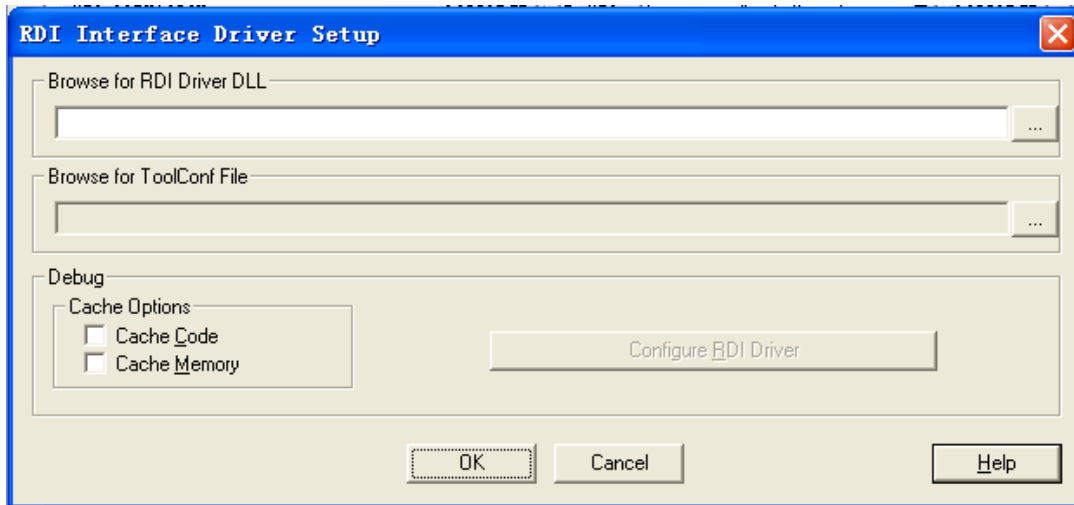 RDI Interface Driver Setup
Browse for RDI Driver DLL
...
Browse for ToolConf File
...
Debug
Cache Options
Cache Code
Cache Memory
Configure RDI Driver
OK Cancel Help